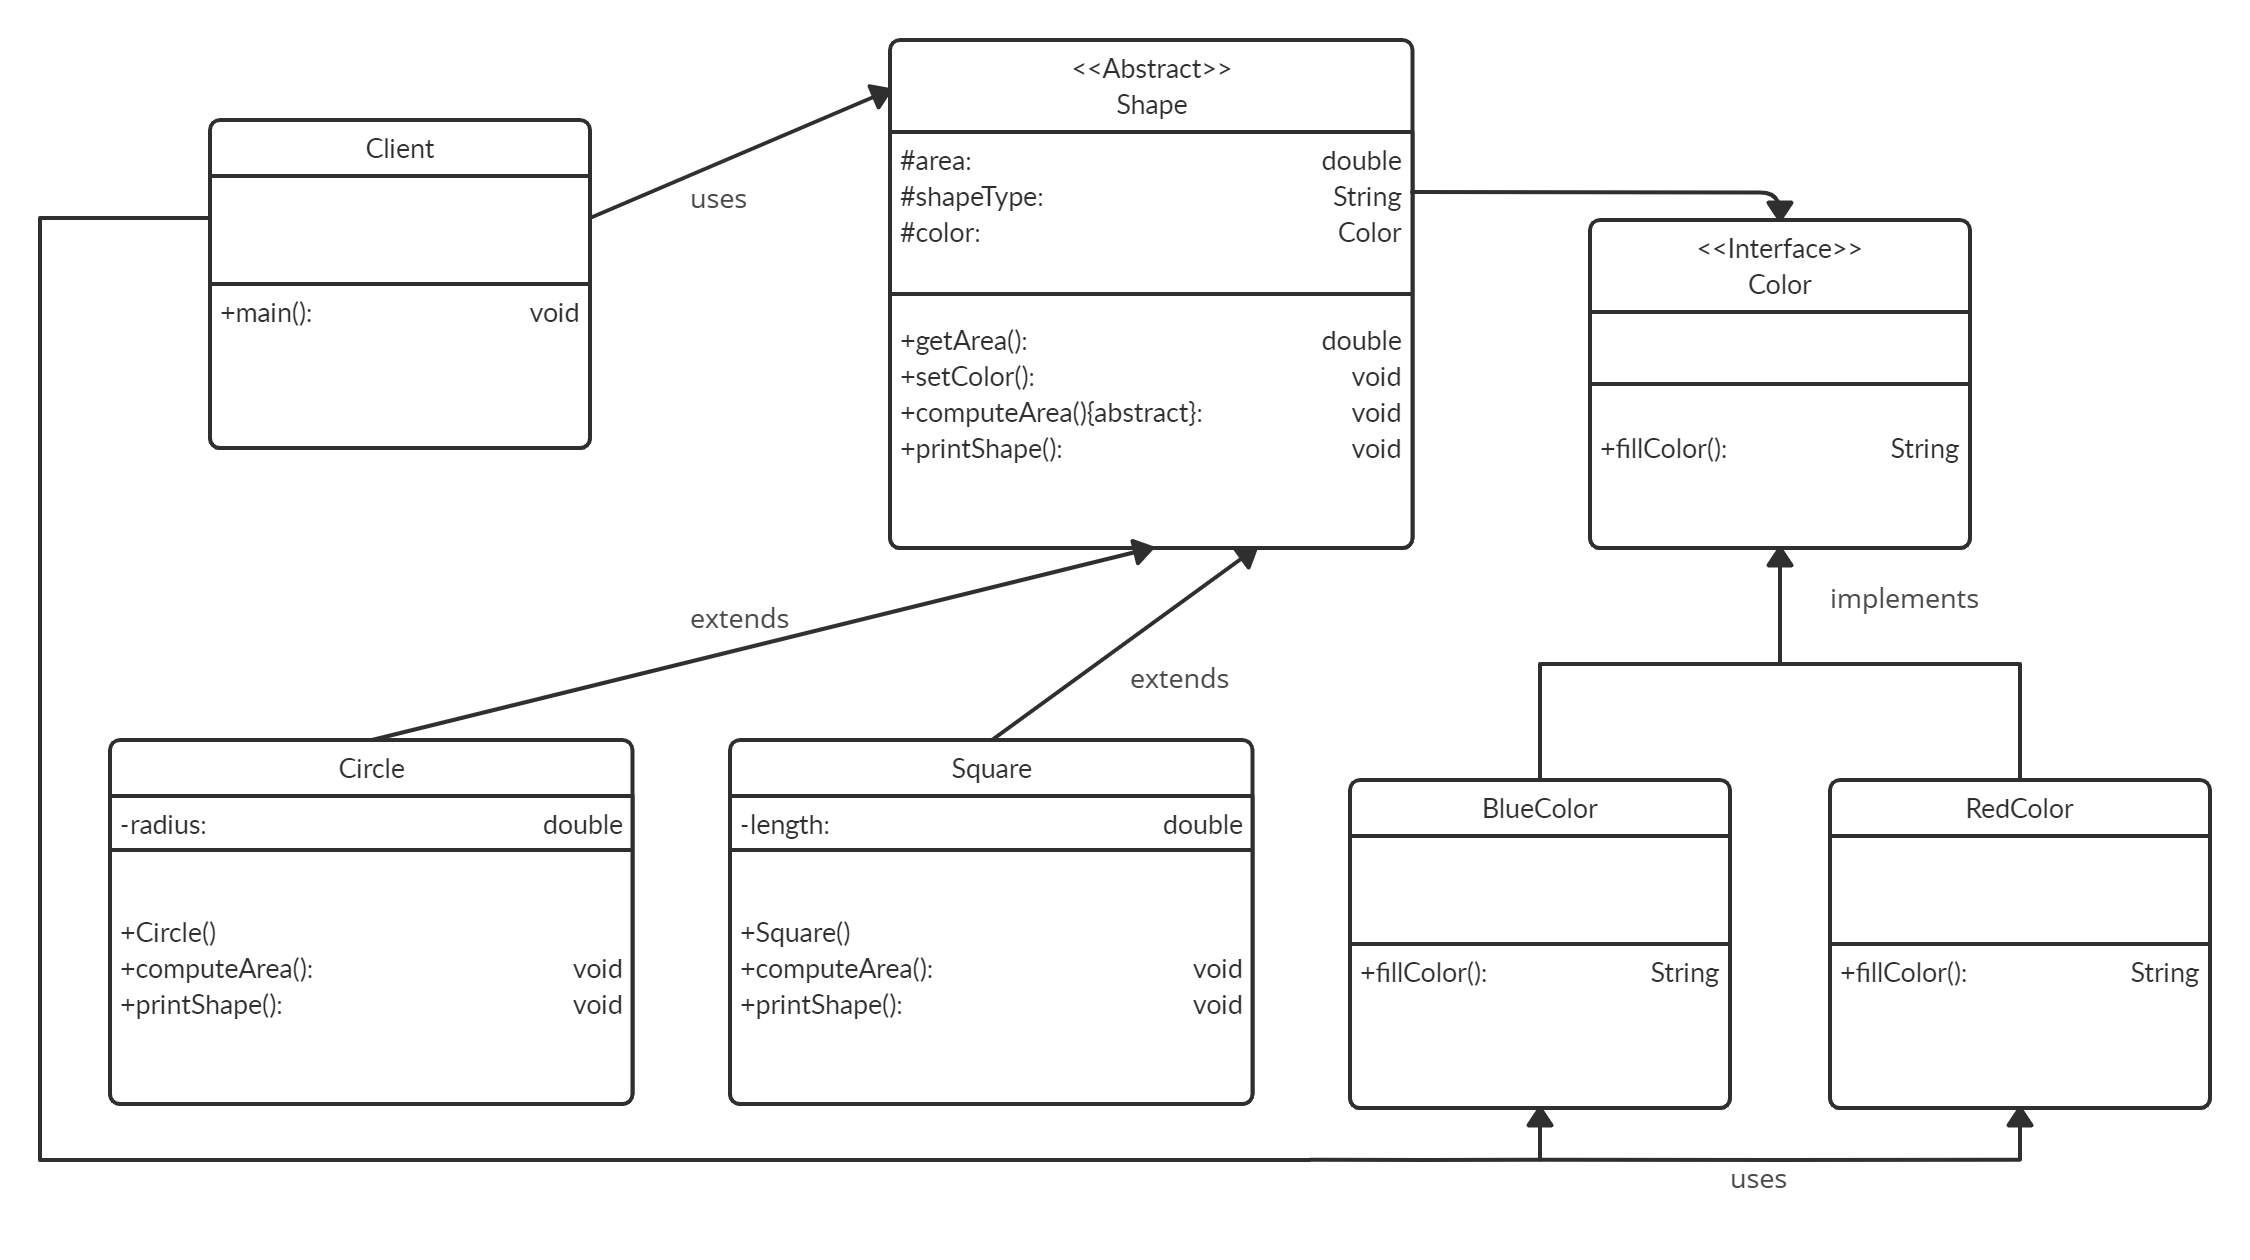 <<Abstract>>
Shape
#area: double
#shapeType: String
#color: Color
+getArea(): double
+setColor(): void
+computeArea(){abstract}: void
+printShape(): void
Client
+main(): void
uses
<<Interface>>
Color
+fillColor(): String
extends
extends
implements
Circle
-radius: double
+Circle()
+computeArea(): void
+printShape(): void
Square
-length: double
+Square()
+computeArea(): void
+printShape(): void
BlueColor
+fillColor(): String
RedColor
+fillColor(): String
uses